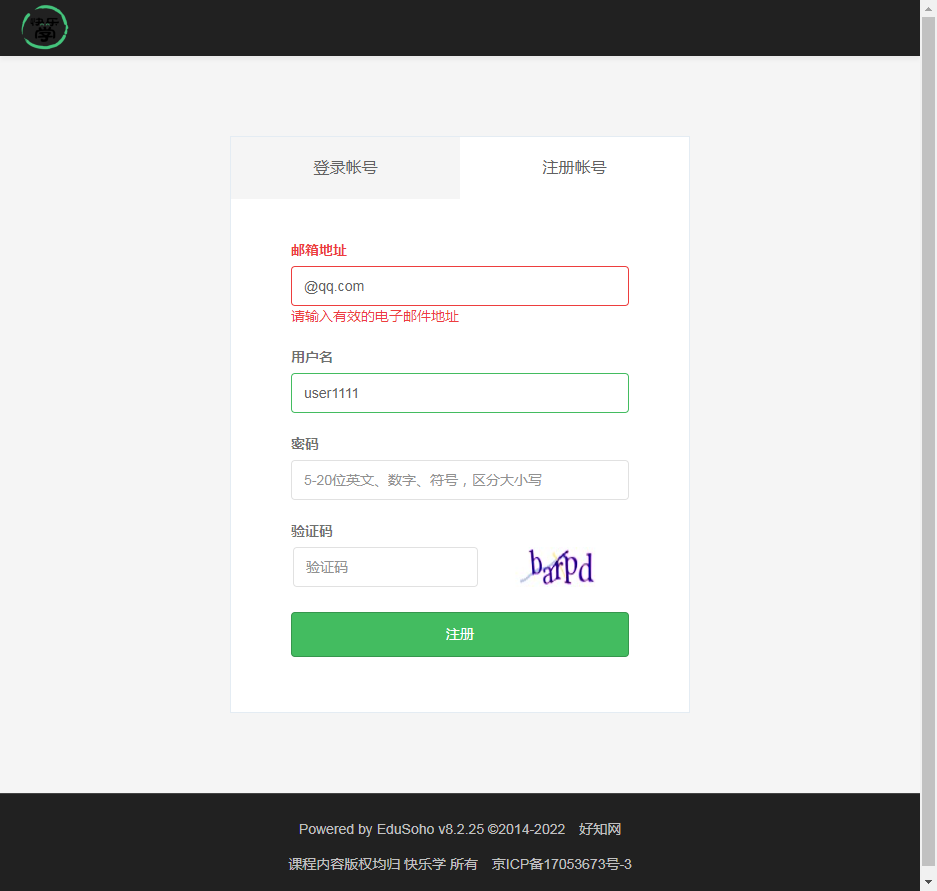 快乐
学
登录帐号
注册帐号
邮箱地址
@qq.com
请输入有效的电子邮件地址
用户名
user1111
密码
5-20位英文、数字、符号，区分大小写
验证码
验证码
barpd
注册
Powered by EduSoho v8.2.25 ©2014-2022 好知网
课程内容版权均归 快乐学 所有 京ICP备17053673号-3